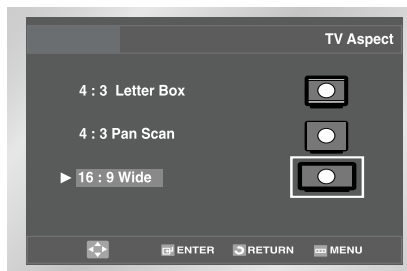 TV Aspect
4 : 3 Letter Box
4 : 3 Pan Scan
16 : 9 Wide
ENTER RETURN MENU